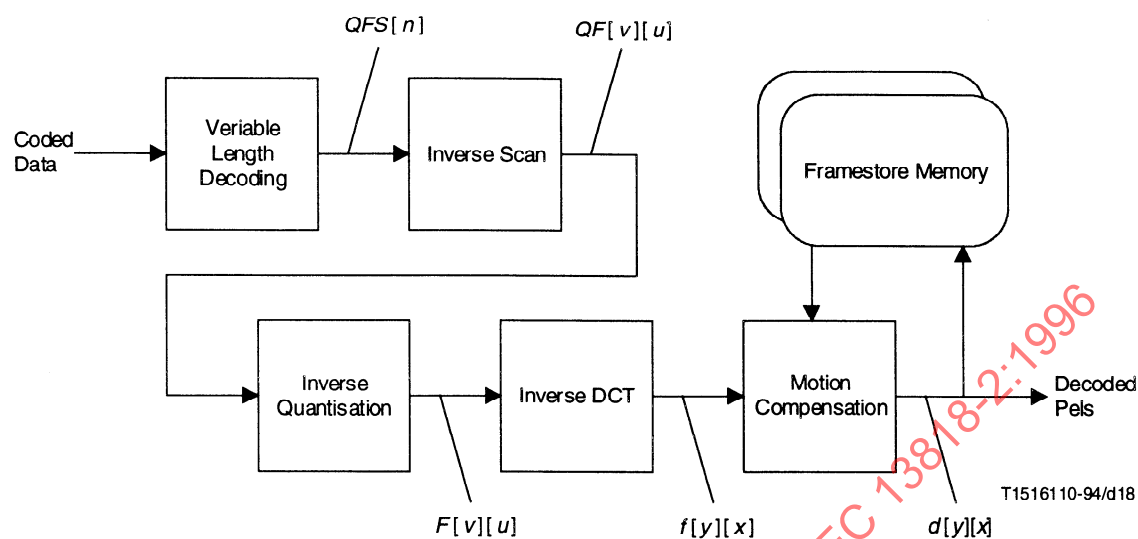 QFS[n]
QF[v][u]
Coded
Data
Veriable
Length
Decoding
Inverse Scan
Framestore Memory
Inverse
Quantisation
Inverse DCT
Motion
Compensation
Decoded
Pels
F[v][u]
f[y][x]
d[y][x]
T1516110-94/d18
EC 13818-2:1996